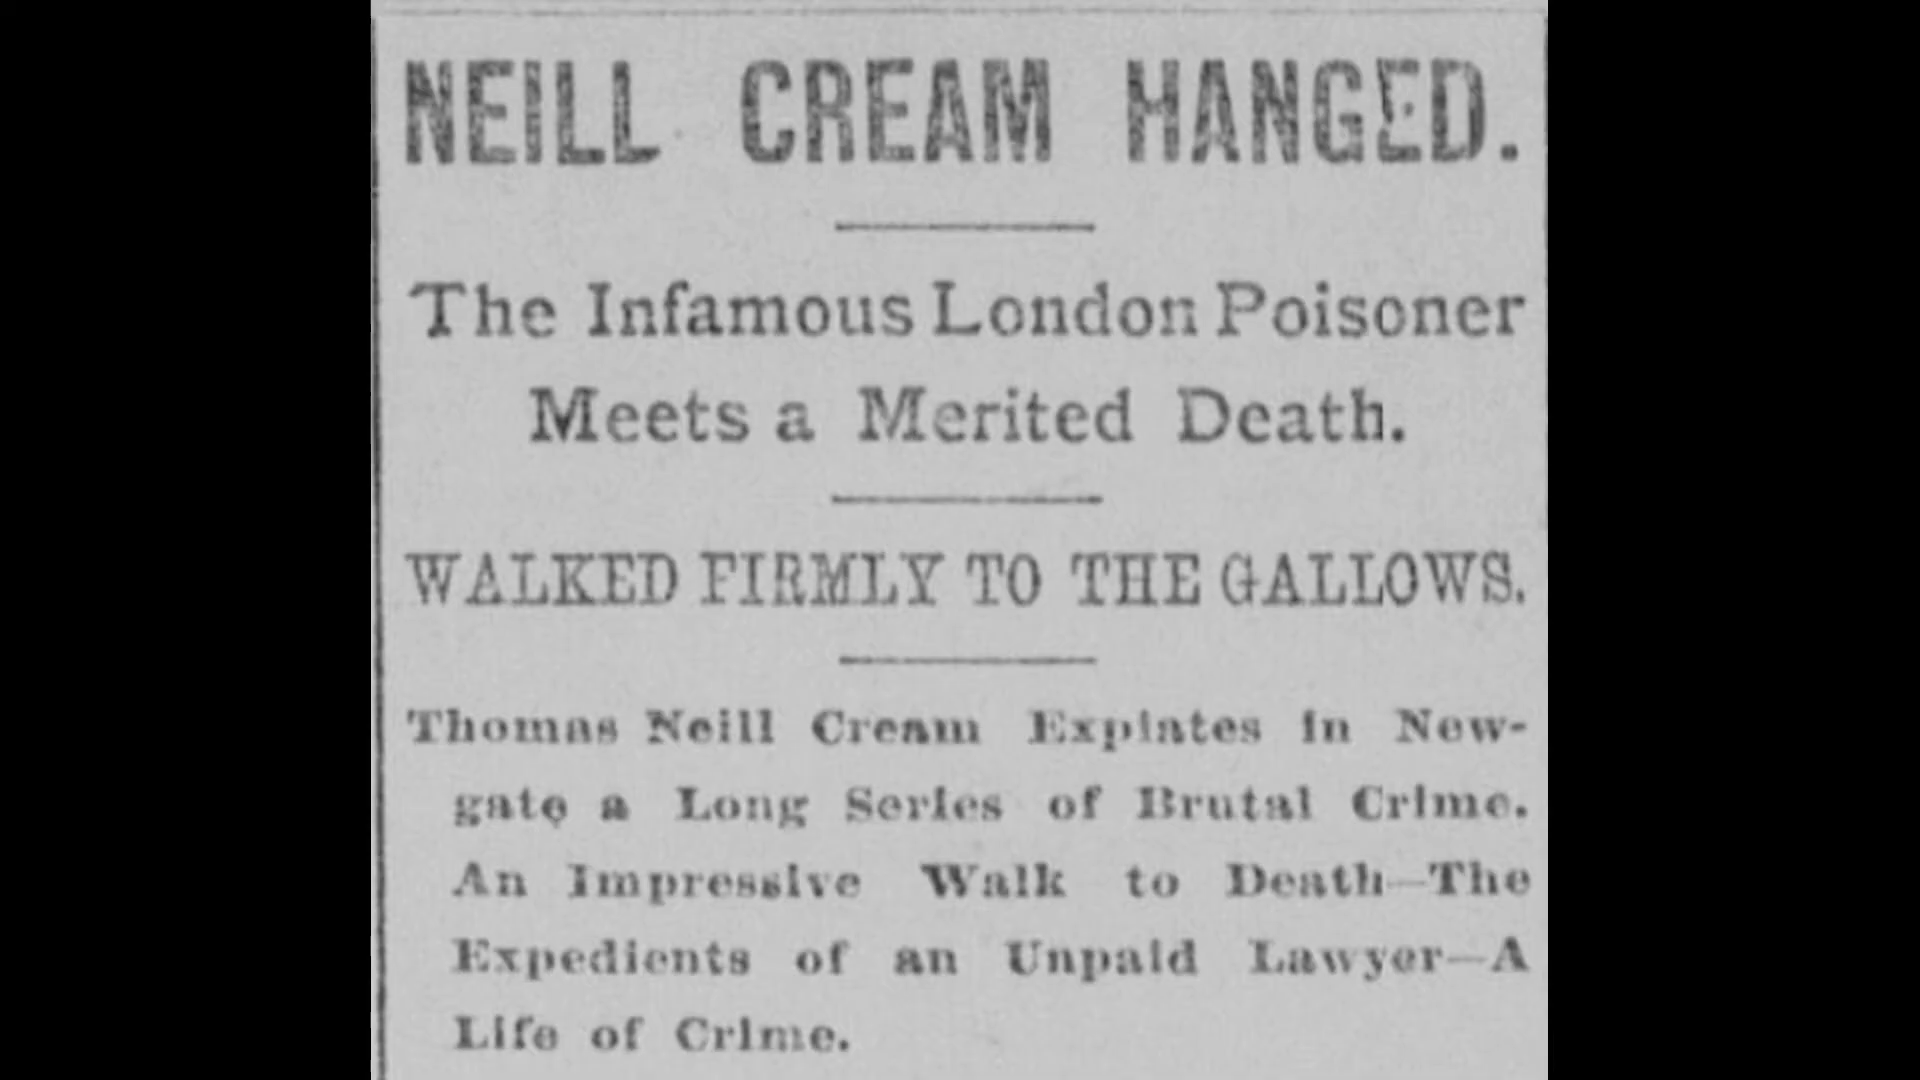 NEILL CREAM HANGED.
The Infamous London Poisoner
Meets a Merited Death.
WALKED FIRMLY TO THE GALLOWS.
Thomas Neill Cream Expiates in New-
gate a Long Series of Brutal Crime.
An Impressive Walk to Death—The
Expedients of an Unpaid Lawyer—A
Life of Crime.